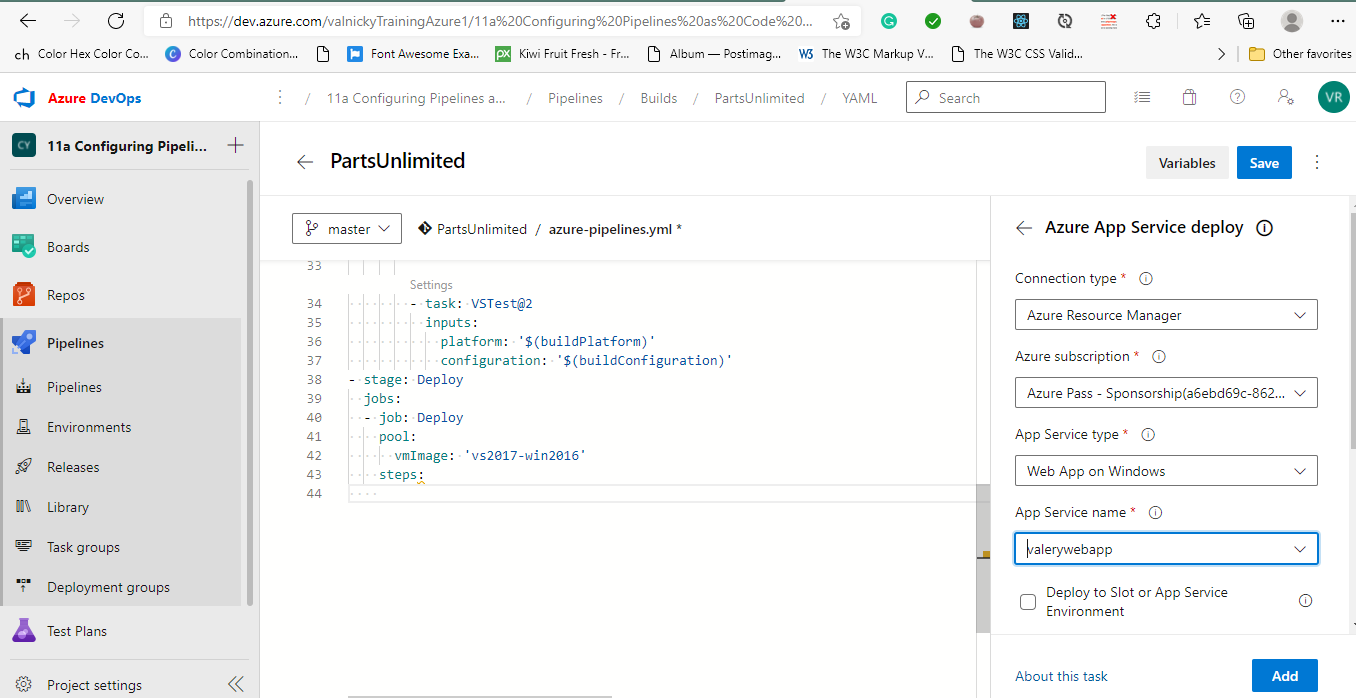 https://dev.azure.com/valnickyTrainingAzure1/11a%20Configuring%20Pipelines%20as%20Code%20...
ch Color Hex Color Co... C Color Combination... Font Awesome Exa... px Kiwi Fruit Fresh - Fr... Album — Postimag... W3 The W3C Markup V... The W3C CSS Valid... Other favorites
Azure DevOps / 11a Configuring Pipelines a... / Pipelines / Builds / PartsUnlimited / YAML Search VR
CY 11a Configuring Pipeli...
Overview
Boards
Repos
Pipelines
Pipelines
Environments
Releases
Library
Task groups
Deployment groups
Test Plans
Project settings
PartsUnlimited Variables Save
master PartsUnlimited / azure-pipelines.yml *
33
Settings
34 - task: VSTest@2
35 inputs:
36 platform: '$(buildPlatform)'
37 configuration: '$(buildConfiguration)'
38 - stage: Deploy
39 jobs:
40 - job: Deploy
41 pool:
42 vmImage: 'vs2017-win2016'
43 steps:
44
Azure App Service deploy
Connection type *
Azure Resource Manager
Azure subscription *
Azure Pass - Sponsorship(a6ebd69c-862...
App Service type *
Web App on Windows
App Service name *
valerywebapp
Deploy to Slot or App Service
Environment
About this task Add